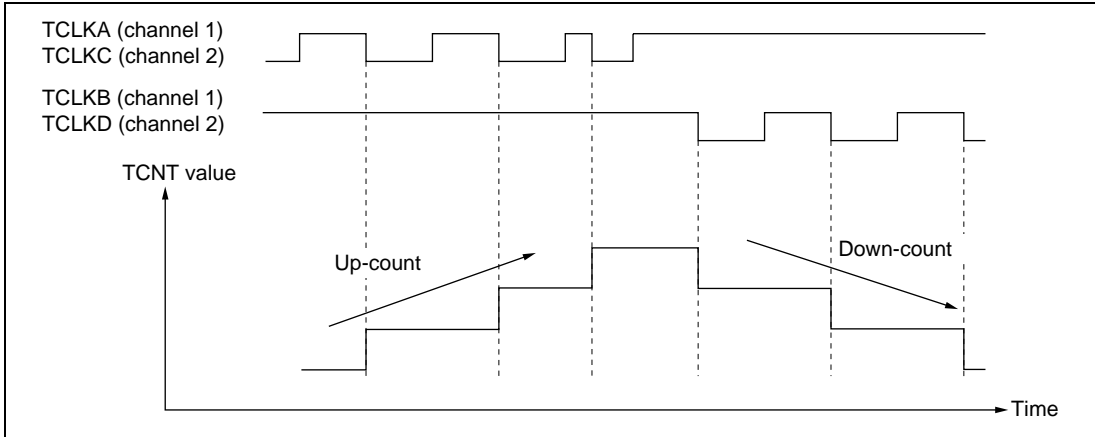 TCLKA (channel 1)
TCLKC (channel 2)
TCLKB (channel 1)
TCLKD (channel 2)
TCNT value
Up-count
Down-count
Time